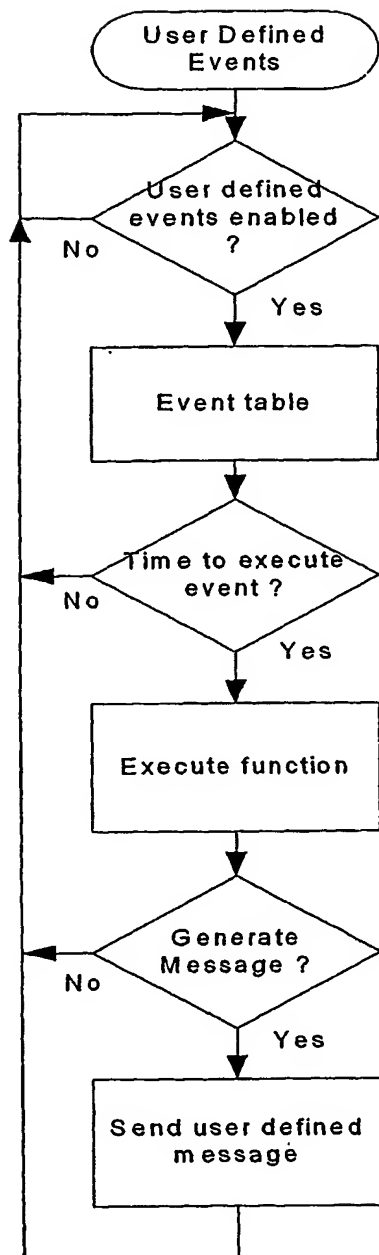 User Defined
Events
User defined
events enabled
?
No
Yes
Event table
Time to execute
event ?
No
Yes
Execute function
Generate
Message ?
No
Yes
Send user defined
message